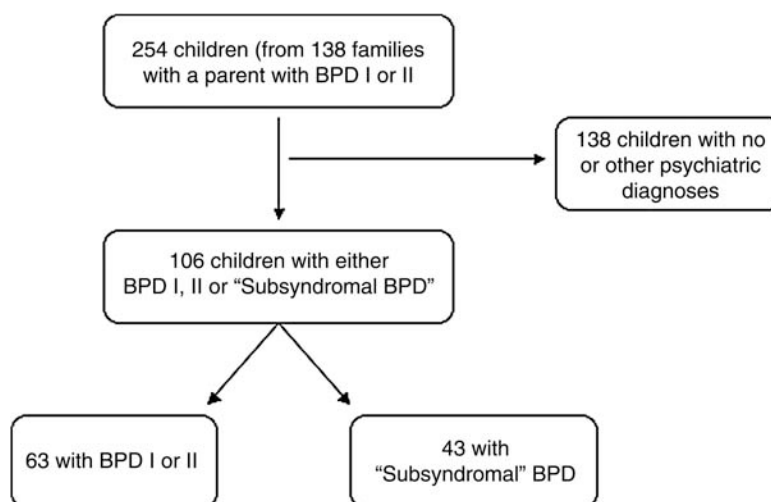 254 children (from 138 families
with a parent with BPD I or II
138 children with no
or other psychiatric
diagnoses
106 children with either
BPD I, II or “Subsyndromal BPD”
63 with BPD I or II
43 with
“Subsyndromal” BPD